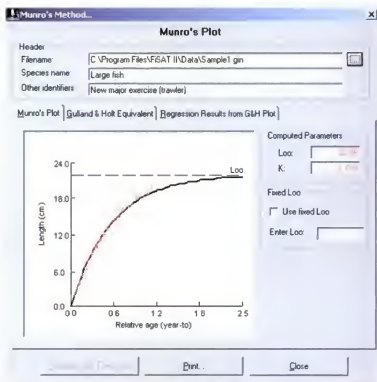 Munro's Method...
Munro's Plot
Header
Filename: C:\Program Files\FiSAT II\Data\Sample1.gin
Species name: Large fish
Other identifiers New major exercise (trawler)
Munro's Plot Gulland & Holt Equivalent Regression Results from G&H Plot
Computed Parameters
Loo:
K:
Fixed Loo
Use fixed Loo
Enter Loo:
Loo
Length (cm)
24.0
18.0
12.0
6.0
0.0
0.0 0.6 1.2 1.8 2.5
Relative age (year-to)
Print...
Close